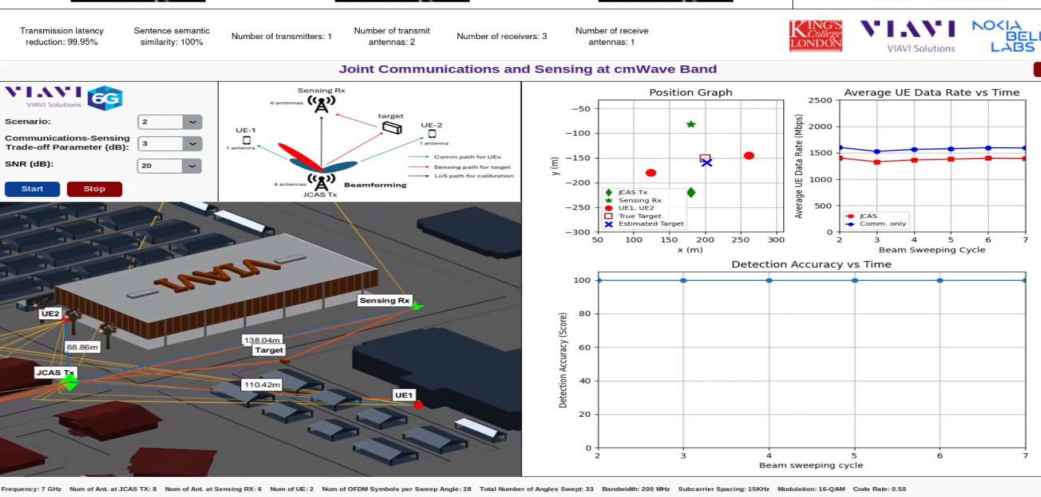 Transmission latency
reduction: 99.95%
Sentence semantic
similarity: 100%
Number of transmitters: 1
Number of transmit
antennas: 2
Number of receivers: 3
Number of receive
antennas: 1
KING'S
College
LONDON
VIAVI
VIAVI Solutions
NOKIA
BELL
LABS
Joint Communications and Sensing at cmWave Band
VIAVI
VIAVI Solutions
6G
Scenario:
2
Communications-Sensing
Trade-off Parameter (dB):
3
SNR (dB):
20
Start
Stop
Sensing Rx
6 antennas
target
UE-1
1 antenna
UE-2
1 antenna
Comm path for UEs
Sensing path for target
LoS path for calibration
8 antennas
Beamforming
JCAS Tx
Position Graph
y (m)
−50
−100
−150
−200
−250
−300
JCAS Tx
Sensing Rx
UE1, UE2
True Target
Estimated Target
50 100 150 200 250 300
x (m)
Average UE Data Rate vs Time
Average UE Data Rate (Mbps)
2500
2000
1500
1000
500
0
JCAS
Comm. only
2 3 4 5 6 7
Beam Sweeping Cycle
VIAVI
Sensing Rx
UE2
68.86m
138.04m
Target
JCAS Tx
110.42m
UE1
Detection Accuracy vs Time
Detection Accuracy (Score)
100
80
60
40
20
0
2 3 4 5 6 7
Beam sweeping cycle
Frequency: 7 GHz Num of Ant. at JCAS TX: 8 Num of Ant. at Sensing RX: 6 Num of UE: 2 Num of OFDM Symbols per Sweep Angle: 28 Total Number of Angles Swept: 33 Bandwidth: 200 MHz Subcarrier Spacing: 15KHz Modulation: 16-QAM Code Rate: 0.50